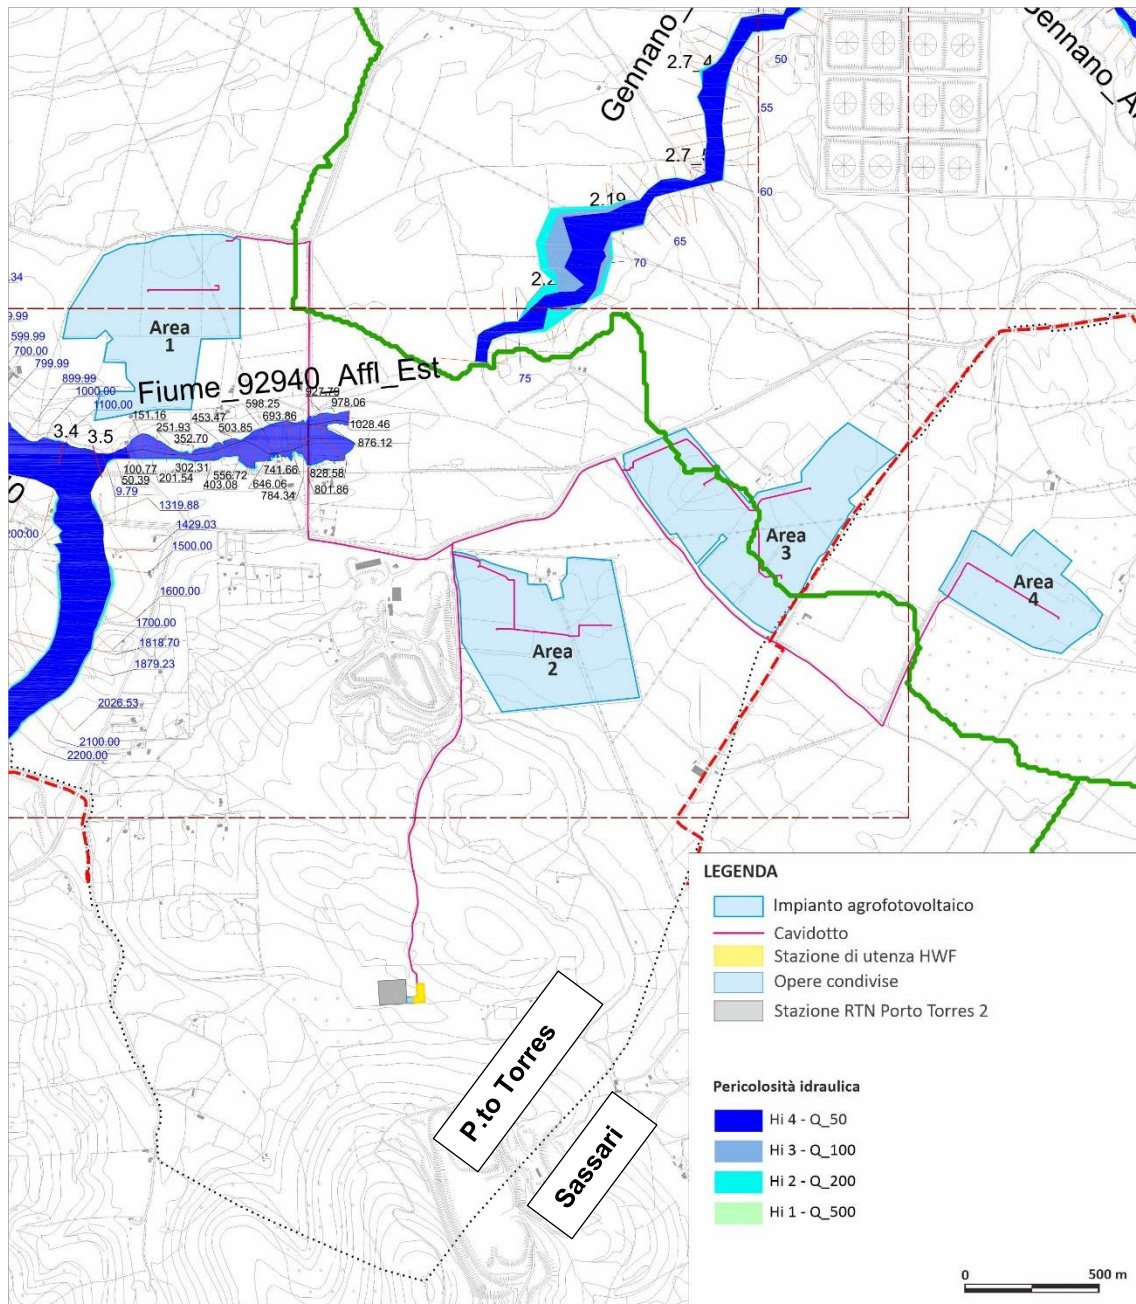 Gennano_
Gennano_A
2.7_4
50
55
2.7_5
60
2.19
65
70
2.2
75
.34
9.99
599.99
700.00
799.99
899.99
1000.00
1100.00
Area
1
Fiume_92940_Affl_Est
927.79
978.06
598.25
693.86
453.47
503.85
151.16
251.93
352.70
1028.46
876.12
3.4
3.5
100.77
50.39
9.79
302.31
201.54
556.72
403.08
741.66
646.06
784.34
828.58
801.86
1319.88
1429.03
200.00
1500.00
1600.00
1700.00
1818.70
1879.23
2026.53
2100.00
2200.00
Area
2
Area
3
Area
4
P.to Torres
Sassari
LEGENDA
Impianto agrofotovoltaico
Cavidotto
Stazione di utenza HWF
Opere condivise
Stazione RTN Porto Torres 2
Pericolosità idraulica
Hi 4 - Q_50
Hi 3 - Q_100
Hi 2 - Q_200
Hi 1 - Q_500
0 500 m